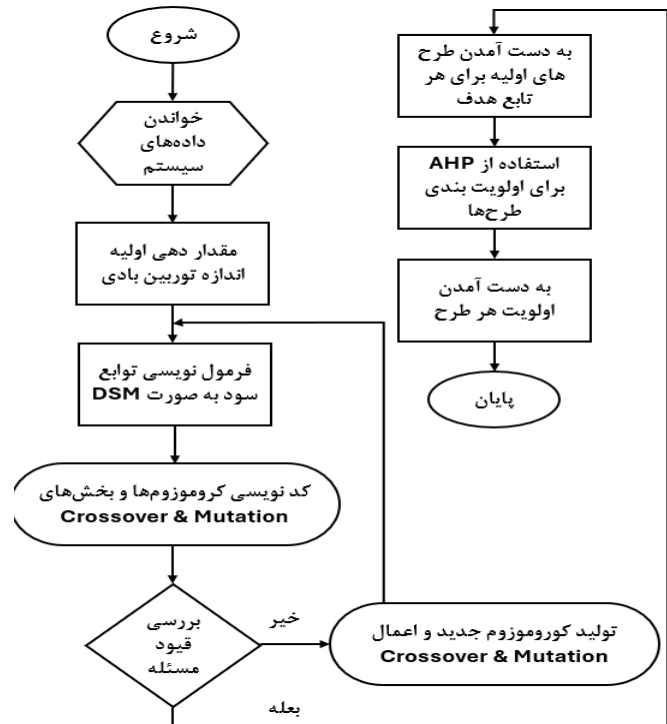 شروع
خواندن
داده‌های
سیستم
مقدار دهی اولیه
اندازه توربین بادی
فرمول نویسی توابع
سود به صورت DSM
کد نویسی کروموزوم‌ها و بخش‌های
Crossover & Mutation
بررسی
قیود
مسئله
خیر
بعله
تولید کوروموزوم جدید و اعمال
Crossover & Mutation
به دست آمدن طرح
های اولیه برای هر
تابع هدف
استفاده از AHP
برای اولویت بندی
طرح‌ها
به دست آمدن
اولویت هر طرح
پایان